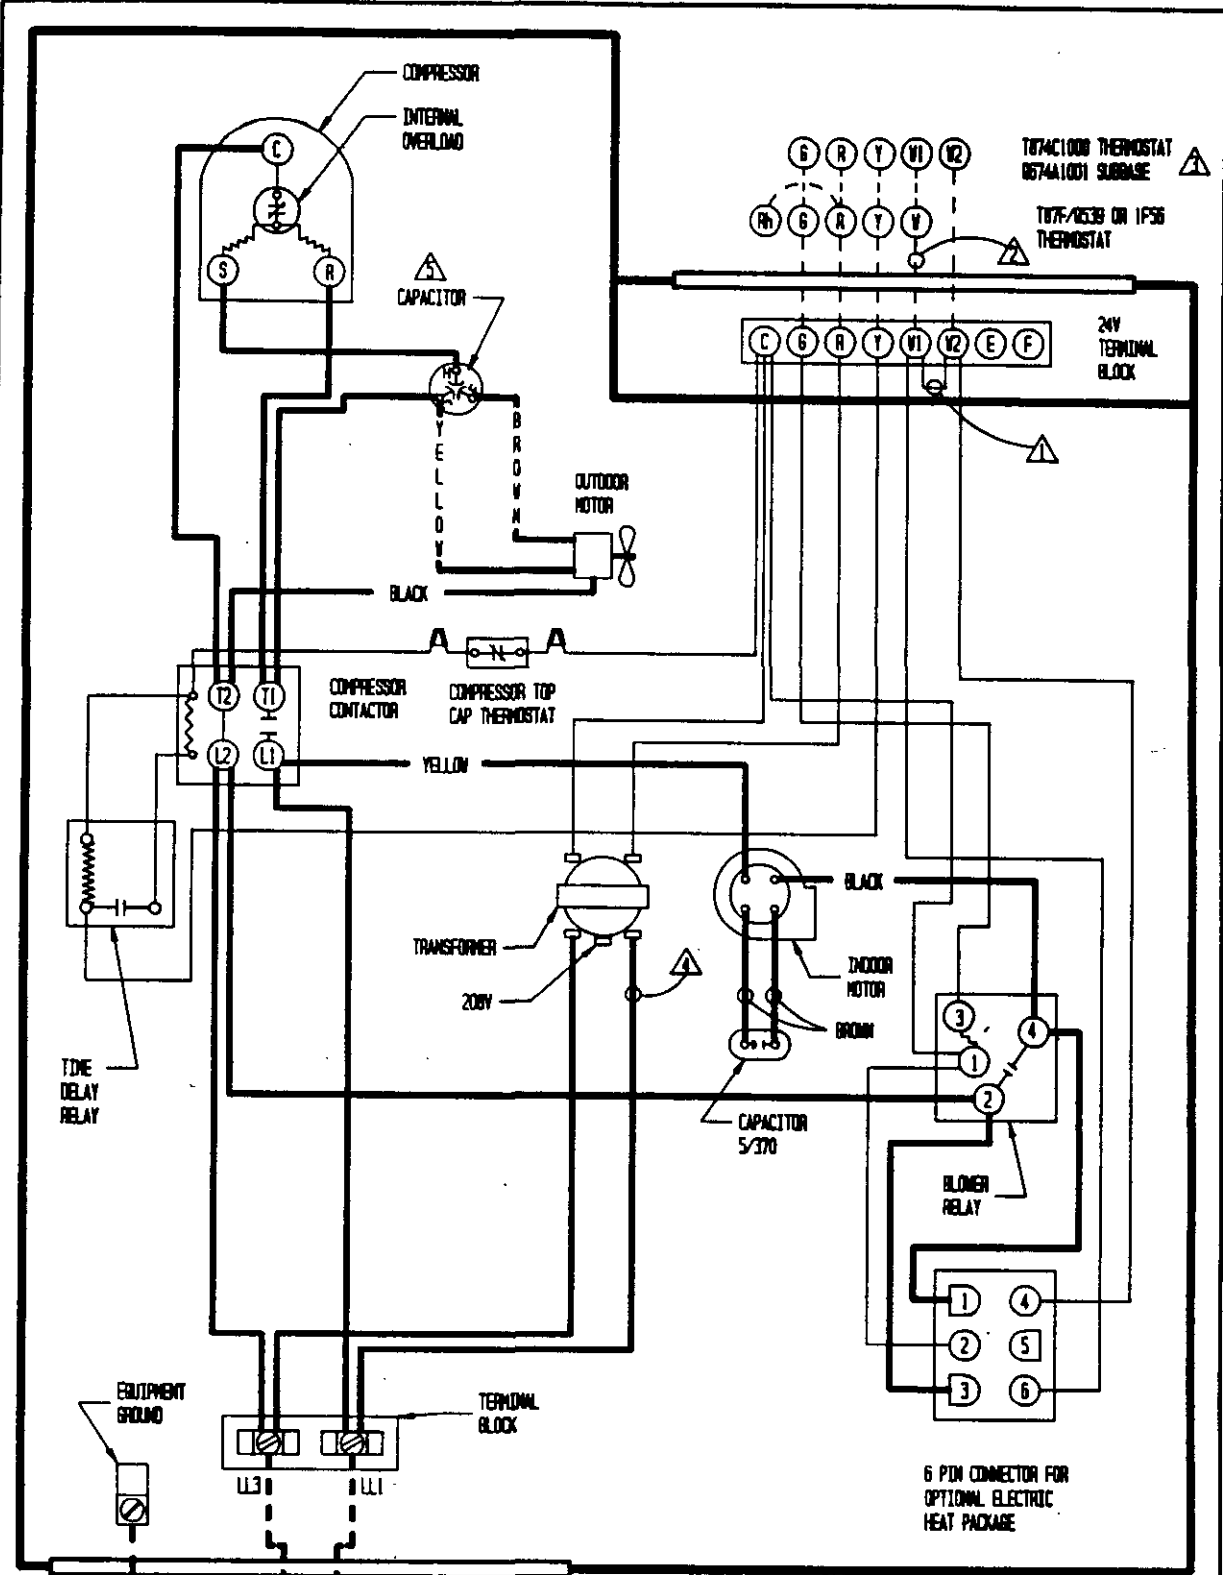 COMPRESSOR
INTERNAL
OVERLOAD
C
S
R
5
CAPACITOR
H
C
YELLOW
BROWN
OUTDOOR
MOTOR
BLACK
G R Y W1 W2
T874C1000 THERMOSTAT
Q674A1001 SUBBASE
3
Rh G R Y W
T87F/Q539 OR 1F56
THERMOSTAT
2
C G R Y W1 W2 E F
24V
TERMINAL
BLOCK
1
T2 T1
L2 L1
COMPRESSOR
CONTACTOR
COMPRESSOR TOP
CAP THERMOSTAT
YELLOW
BLACK
TRANSFORMER
208V
4
INDOOR
MOTOR
BROWN
CAPACITOR
5/370
TIME
DELAY
RELAY
3
4
1
2
BLOWER
RELAY
1 4
2 5
3 6
6 PIN CONNECTOR FOR
OPTIONAL ELECTRIC
HEAT PACKAGE
EQUIPMENT
GROUND
TERMINAL
BLOCK
LL3 LL1